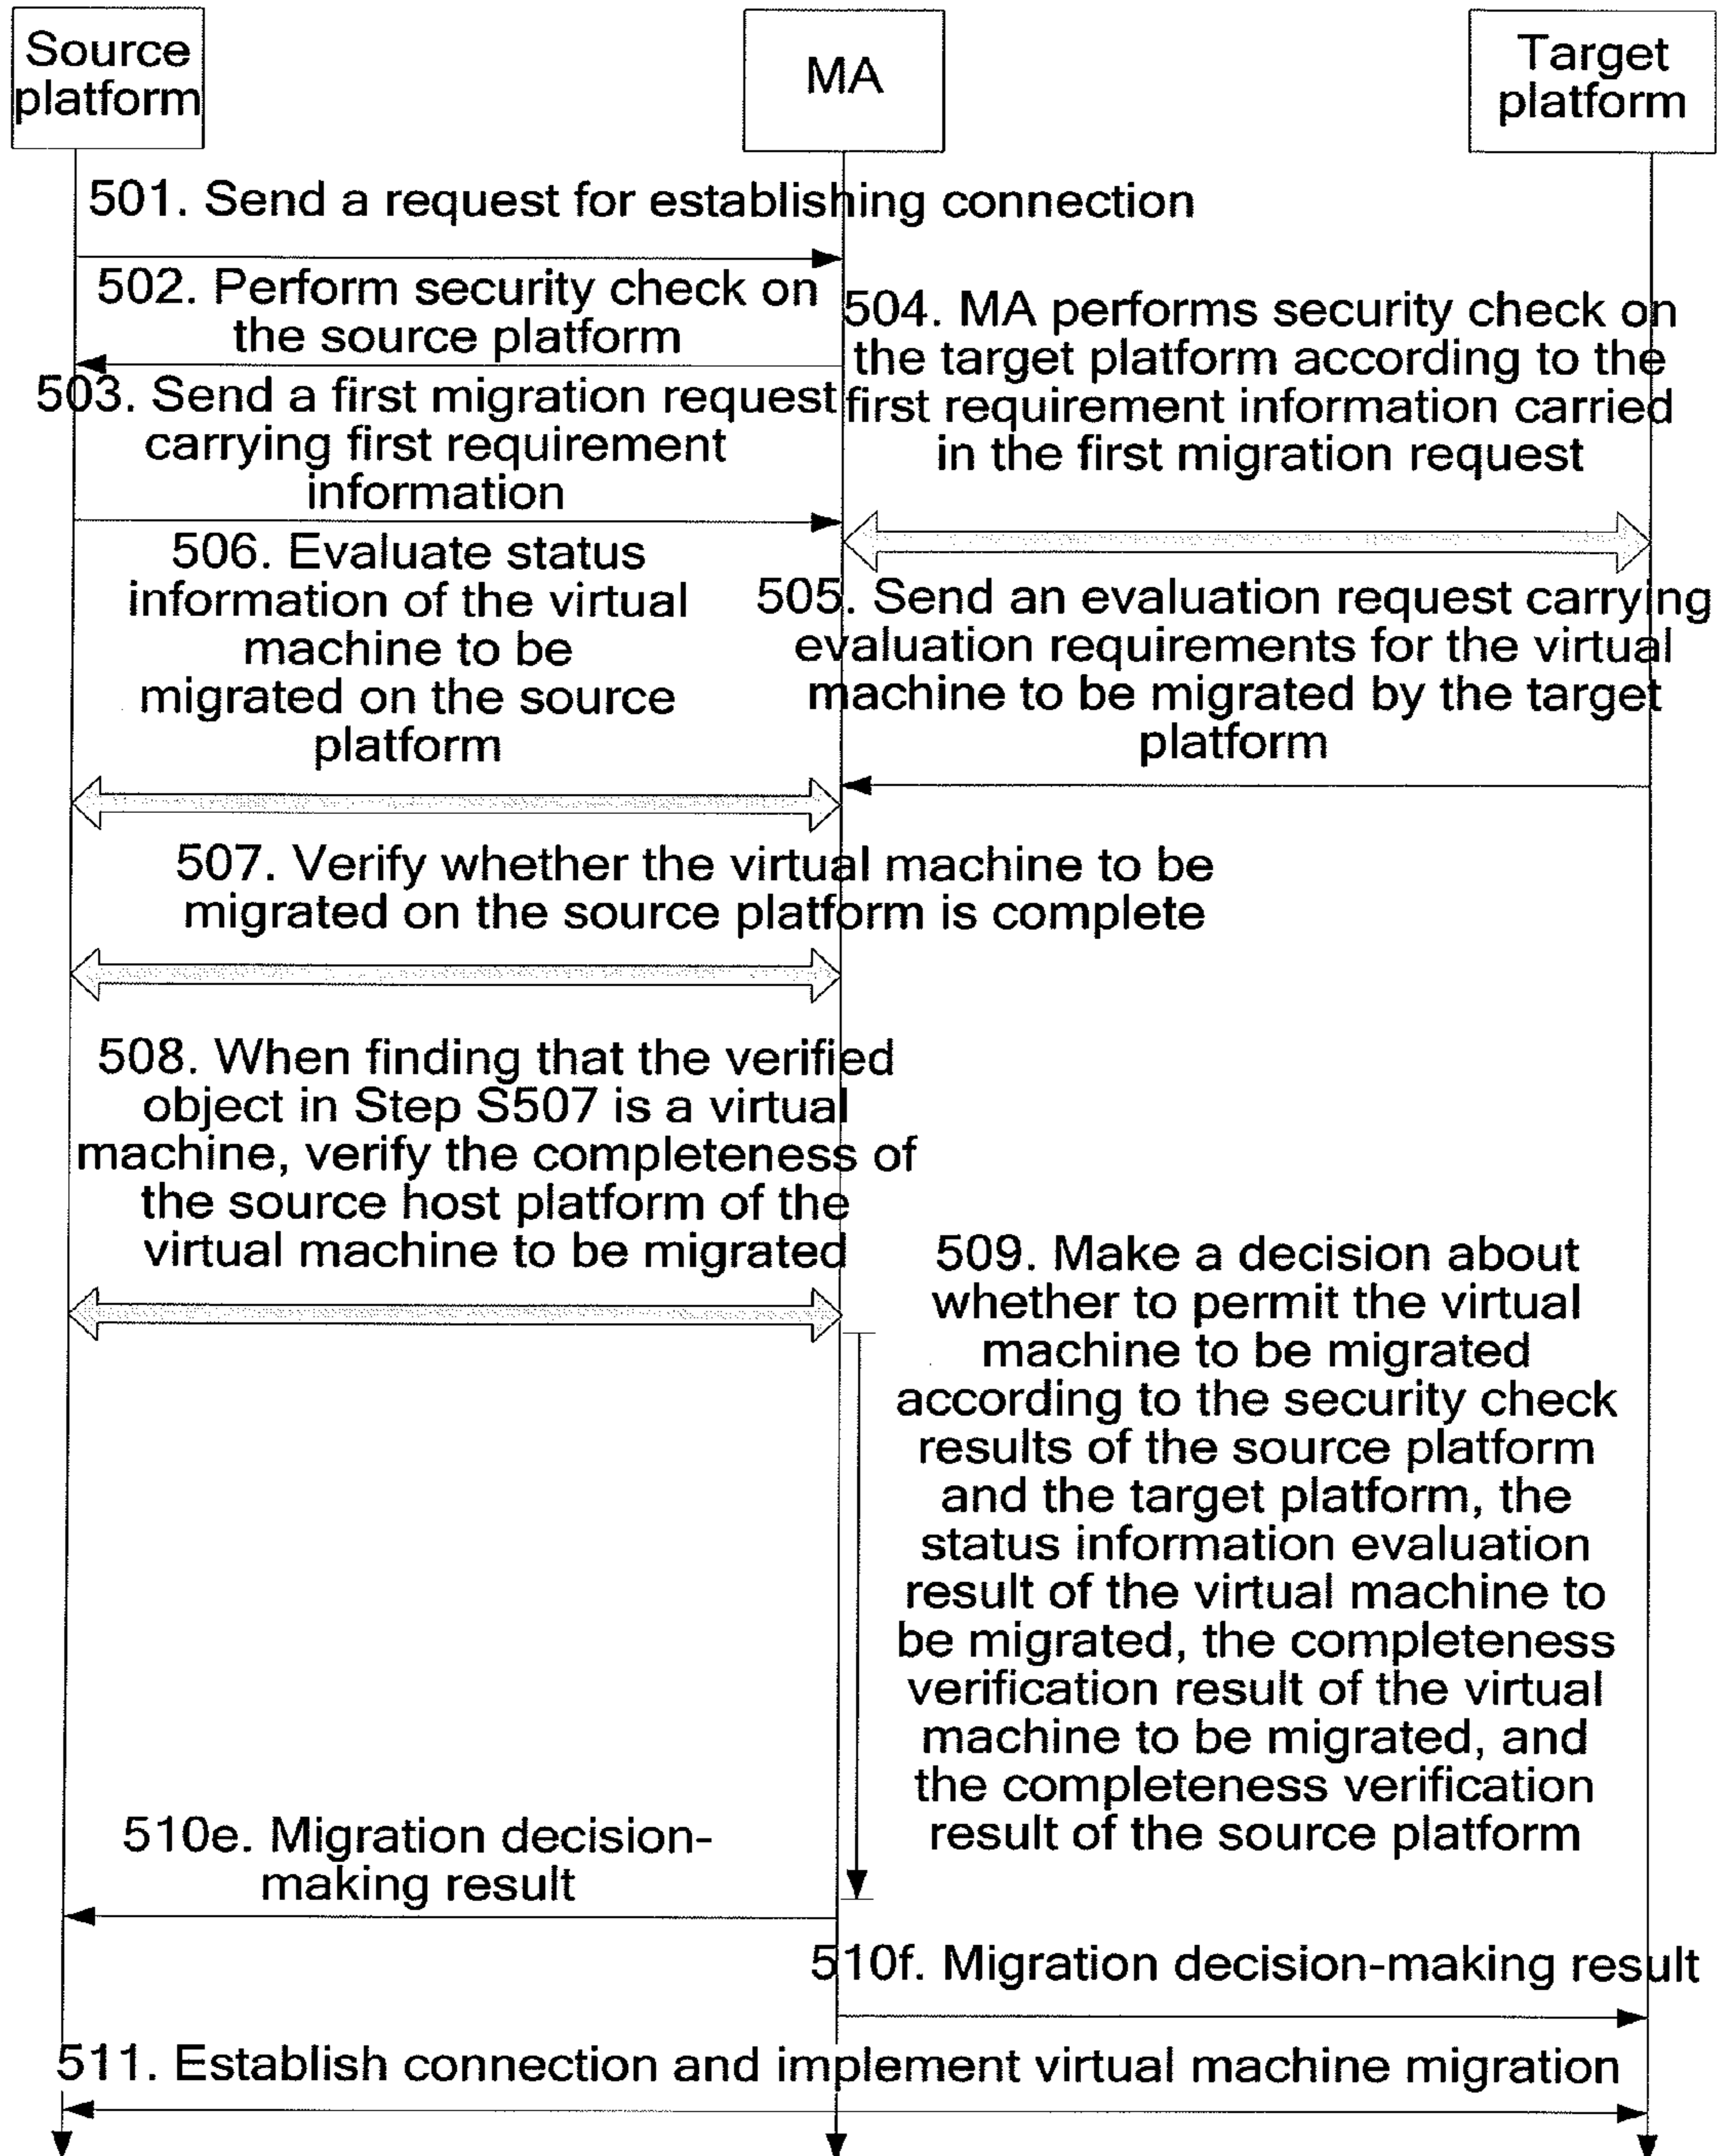 Source
platform
MA
Target
platform
501. Send a request for establishing connection
502. Perform security check on
the source platform
503. Send a first migration request
carrying first requirement
information
504. MA performs security check on
the target platform according to the
first requirement information carried
in the first migration request
506. Evaluate status
information of the virtual
machine to be
migrated on the source
platform
505. Send an evaluation request carrying
evaluation requirements for the virtual
machine to be migrated by the target
platform
507. Verify whether the virtual machine to be
migrated on the source platform is complete
508. When finding that the verified
object in Step S507 is a virtual
machine, verify the completeness of
the source host platform of the
virtual machine to be migrated
509. Make a decision about
whether to permit the virtual
machine to be migrated
according to the security check
results of the source platform
and the target platform, the
status information evaluation
result of the virtual machine to
be migrated, the completeness
verification result of the virtual
machine to be migrated, and
the completeness verification
result of the source platform
510e. Migration decision-
making result
510f. Migration decision-making result
511. Establish connection and implement virtual machine migration